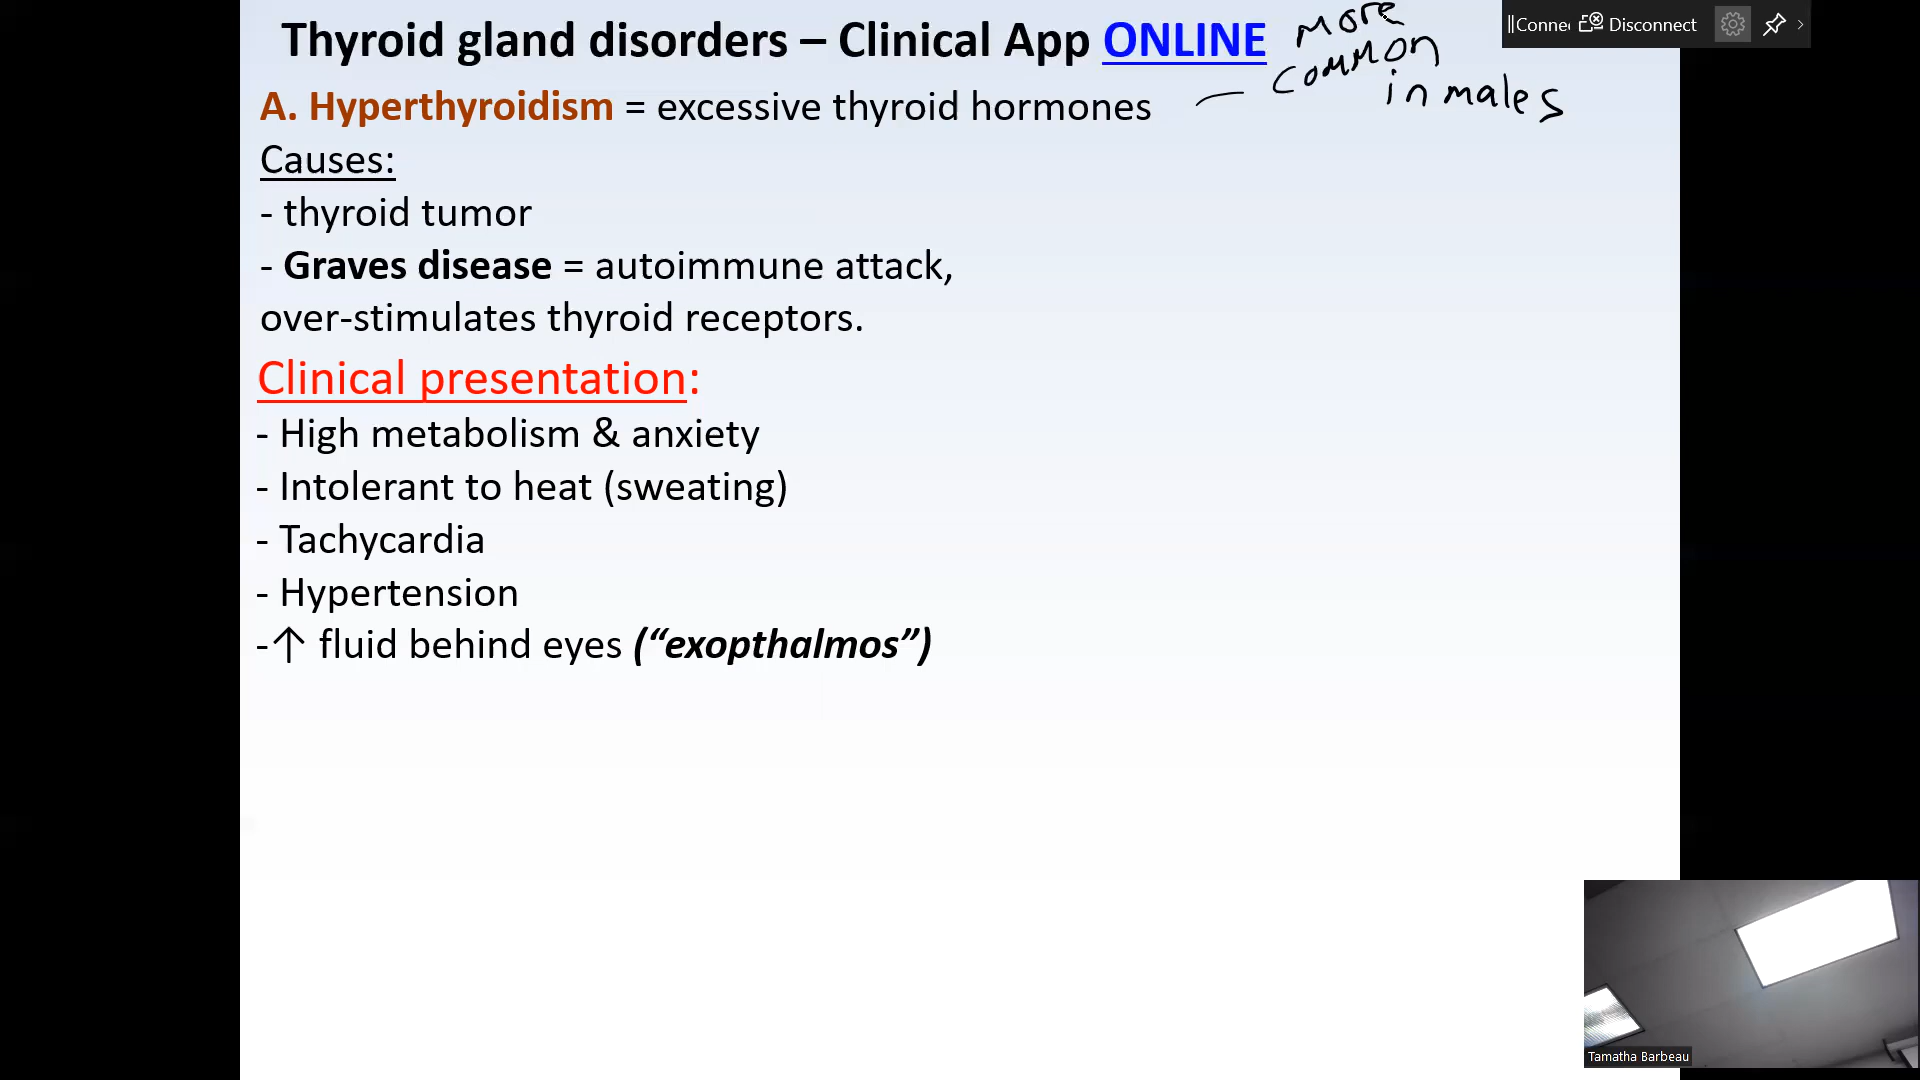 Thyroid gland disorders – Clinical App ONLINE
more
common
in males
A. Hyperthyroidism = excessive thyroid hormones
Causes:
- thyroid tumor
- Graves disease = autoimmune attack,
over-stimulates thyroid receptors.
Clinical presentation:
- High metabolism & anxiety
- Intolerant to heat (sweating)
- Tachycardia
- Hypertension
-↑ fluid behind eyes (“exopthalmos”)
Connec Disconnect
Tamatha Barbeau